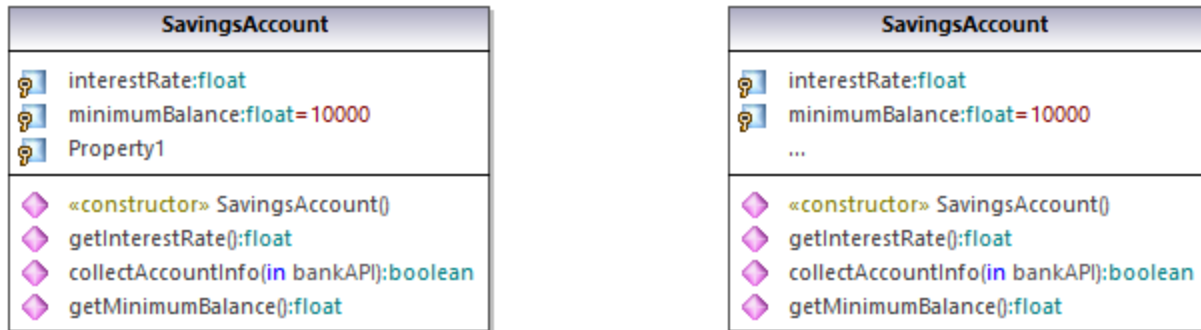 SavingsAccount
interestRate:float
minimumBalance:float=10000
Property1
«constructor» SavingsAccount()
getInterestRate():float
collectAccountInfo(in bankAPI):boolean
getMinimumBalance():float
SavingsAccount
interestRate:float
minimumBalance:float=10000
...
«constructor» SavingsAccount()
getInterestRate():float
collectAccountInfo(in bankAPI):boolean
getMinimumBalance():float